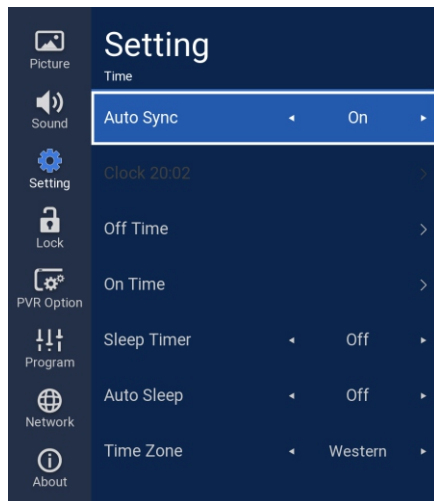 Picture
Sound
Setting
Lock
PVR Option
Program
Network
About
Setting
Time
Auto Sync On
Clock 20:02
Off Time
On Time
Sleep Timer Off
Auto Sleep Off
Time Zone Western